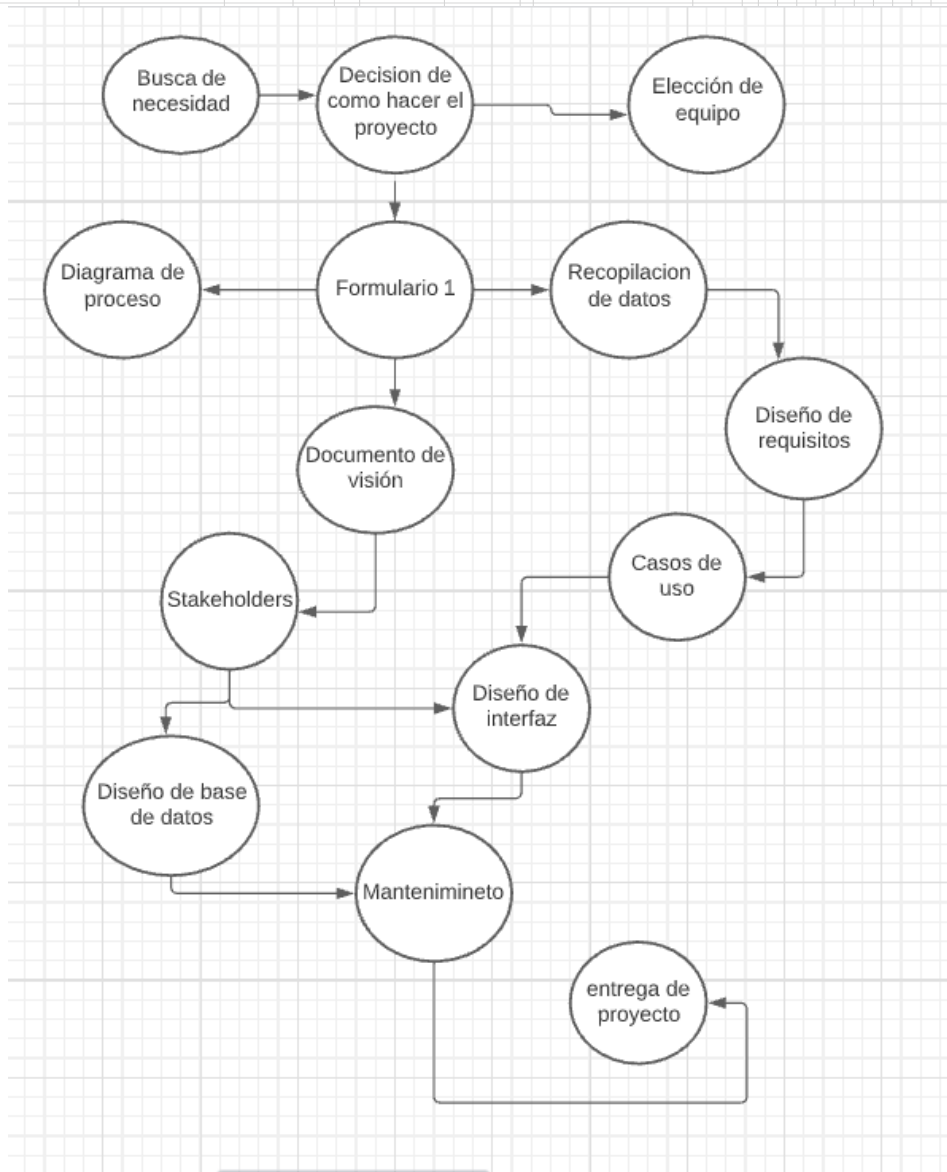 Busca de
necesidad
Decision de
como hacer el
proyecto
Elección de
equipo
Diagrama de
proceso
Formulario 1
Recopilacion
de datos
Diseño de
requisitos
Documento de
visión
Casos de
uso
Stakeholders
Diseño de
interfaz
Diseño de base
de datos
Mantenimineto
entrega de
proyecto